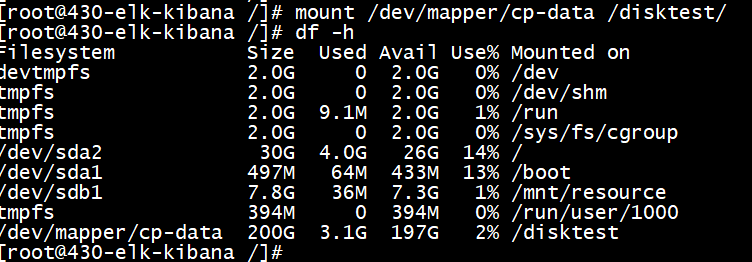 [root@430-elk-kibana /]# mount /dev/mapper/cp-data /disktest/
[root@430-elk-kibana /]# df -h
Filesystem Size Used Avail Use% Mounted on
devtmpfs 2.0G 0 2.0G 0% /dev
tmpfs 2.0G 0 2.0G 0% /dev/shm
tmpfs 2.0G 9.1M 2.0G 1% /run
tmpfs 2.0G 0 2.0G 0% /sys/fs/cgroup
/dev/sda2 30G 4.0G 26G 14% /
/dev/sda1 497M 64M 433M 13% /boot
/dev/sdb1 7.8G 36M 7.3G 1% /mnt/resource
tmpfs 394M 0 394M 0% /run/user/1000
/dev/mapper/cp-data 200G 3.1G 197G 2% /disktest
[root@430-elk-kibana /]#